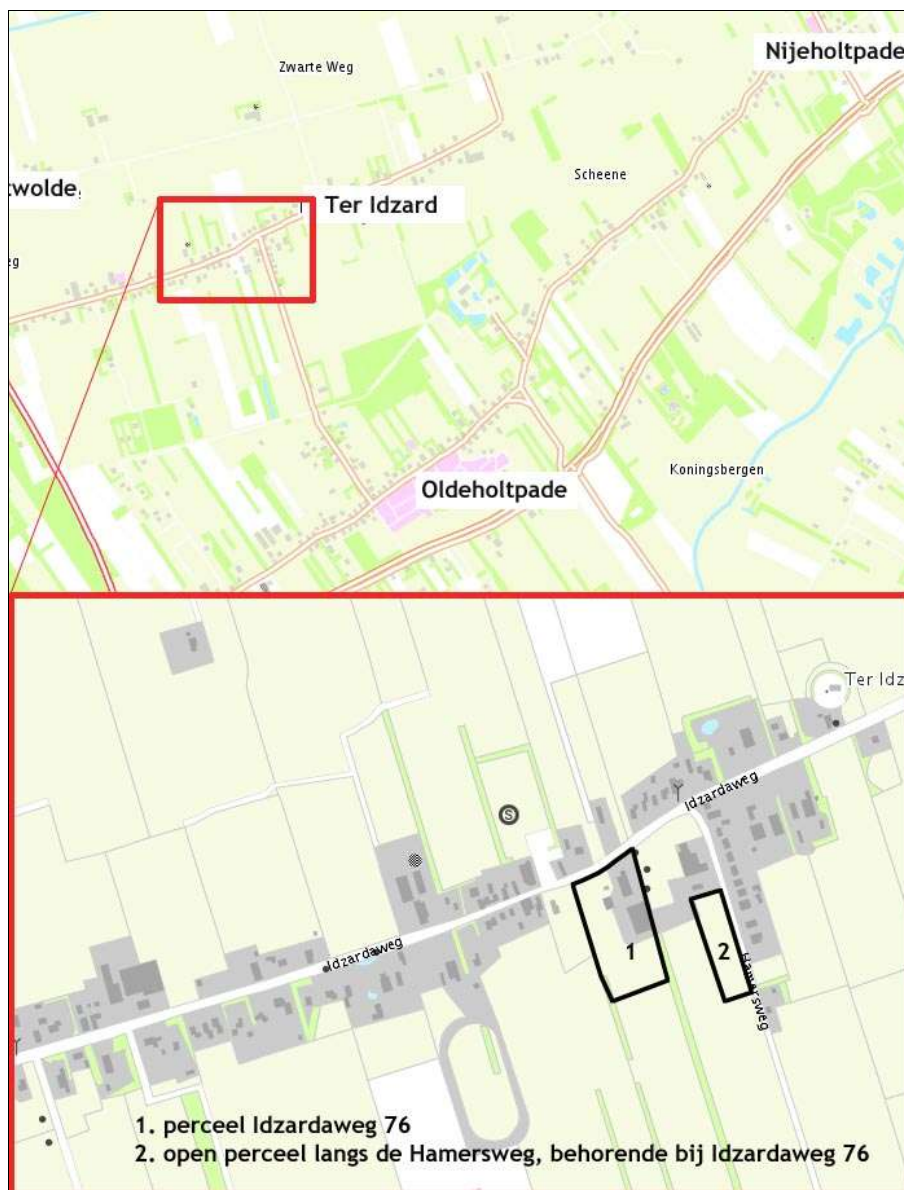 Nijeholtpade
Zwarte Weg
Scheene
twolde
Ter Idzard
eg
Koningsbergen
Oldeholtpade
Ter Idz
Idzardaweg
S
1
2
Idzardaweg
Hamersweg
1. perceel Idzardaweg 76
2. open perceel langs de Hamersweg, behorende bij Idzardaweg 76